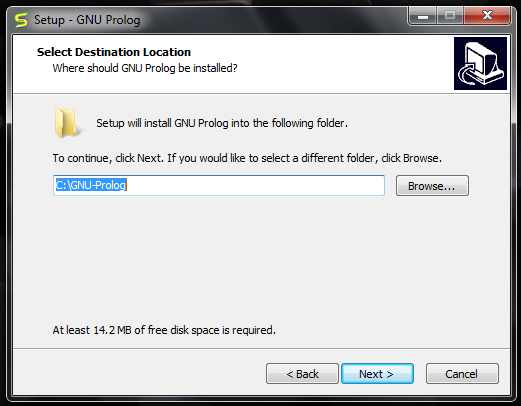 Setup - GNU Prolog
Select Destination Location
Where should GNU Prolog be installed?
Setup will install GNU Prolog into the following folder.
To continue, click Next. If you would like to select a different folder, click Browse.
C:\GNU-Prolog
Browse...
At least 14.2 MB of free disk space is required.
< Back
Next >
Cancel